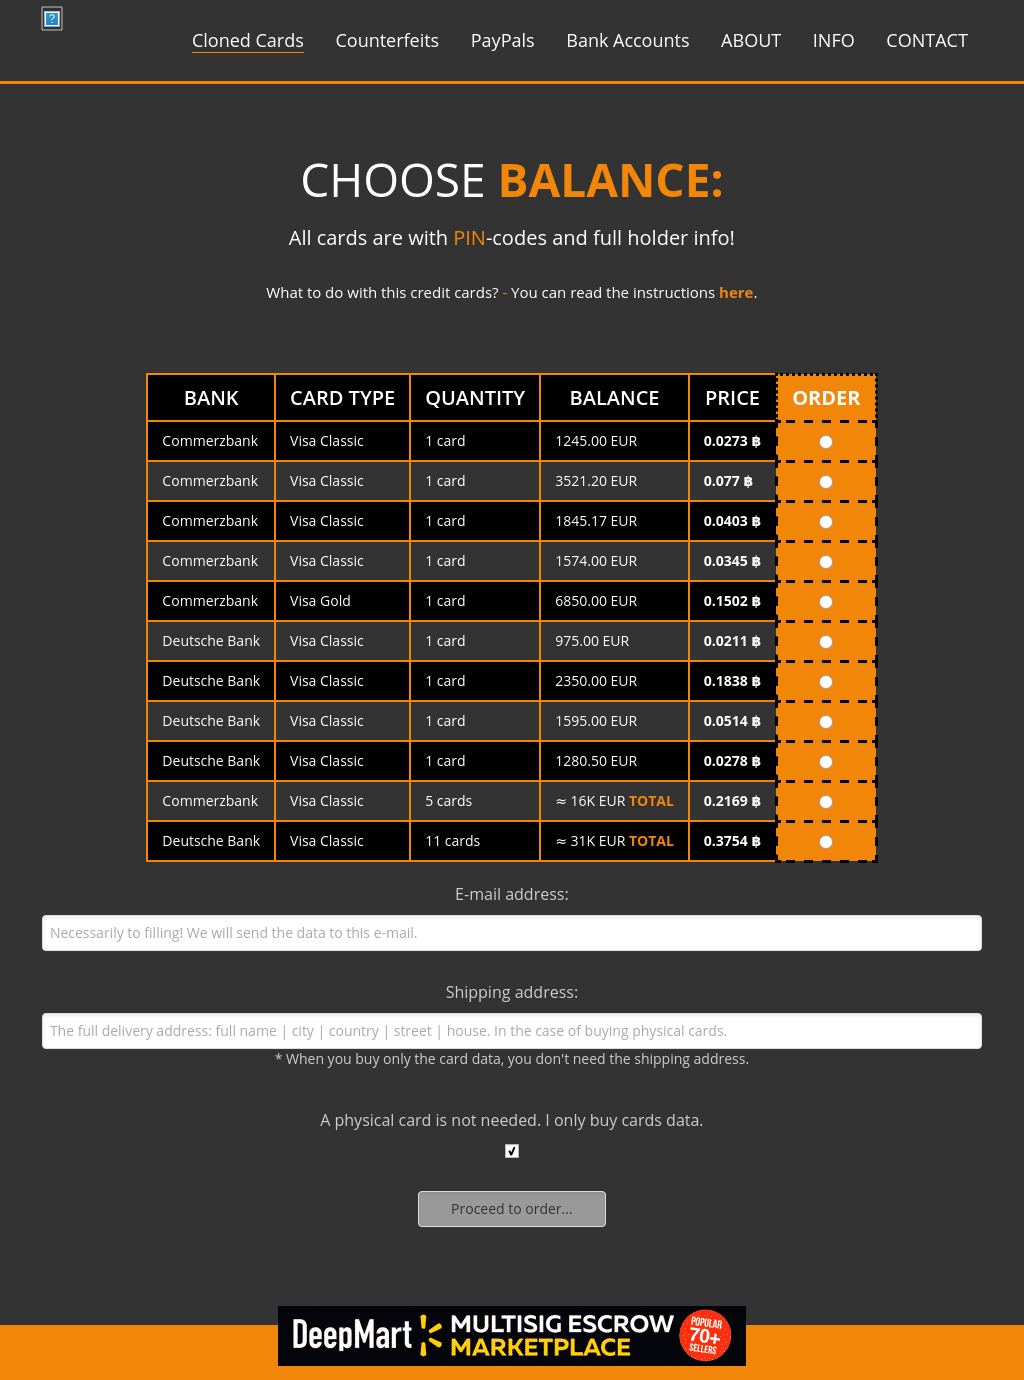 Cloned Cards Counterfeits PayPals Bank Accounts ABOUT INFO CONTACT
CHOOSE BALANCE:
All cards are with PIN-codes and full holder info!
What to do with this credit cards? - You can read the instructions here.
BANK CARD TYPE QUANTITY BALANCE PRICE ORDER
Commerzbank Visa Classic 1 card 1245.00 EUR 0.0273 ฿
Commerzbank Visa Classic 1 card 3521.20 EUR 0.077 ฿
Commerzbank Visa Classic 1 card 1845.17 EUR 0.0403 ฿
Commerzbank Visa Classic 1 card 1574.00 EUR 0.0345 ฿
Commerzbank Visa Gold 1 card 6850.00 EUR 0.1502 ฿
Deutsche Bank Visa Classic 1 card 975.00 EUR 0.0211 ฿
Deutsche Bank Visa Classic 1 card 2350.00 EUR 0.1838 ฿
Deutsche Bank Visa Classic 1 card 1595.00 EUR 0.0514 ฿
Deutsche Bank Visa Classic 1 card 1280.50 EUR 0.0278 ฿
Commerzbank Visa Classic 5 cards ≈ 16K EUR TOTAL 0.2169 ฿
Deutsche Bank Visa Classic 11 cards ≈ 31K EUR TOTAL 0.3754 ฿
E-mail address:
Necessarily to filling! We will send the data to this e-mail.
Shipping address:
The full delivery address: full name | city | country | street | house. In the case of buying physical cards.
* When you buy only the card data, you don't need the shipping address.
A physical card is not needed. I only buy cards data.
Proceed to order...
DeepMart MULTISIG ESCROW MARKETPLACE
POPULAR 70+ SELLERS